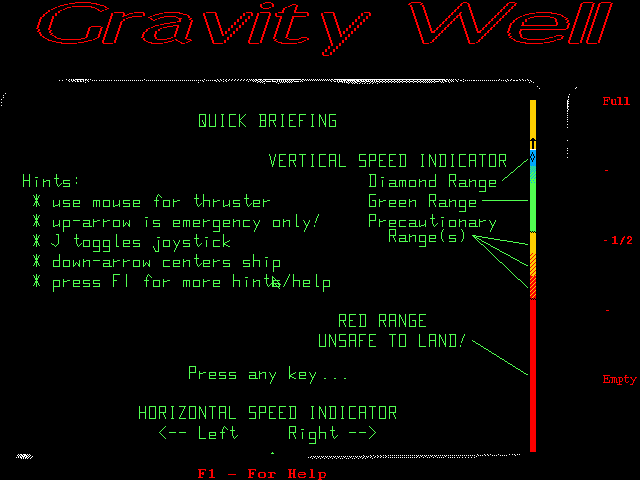 Gravity Well
Full
QUICK BRIEFING
VERTICAL SPEED INDICATOR
Hints:
Diamond Range
* use mouse for thruster
Green Range
* up-arrow is emergency only!
Precautionary
Range(s)
* J toggles joystick
- 1/2
* down-arrow centers ship
* press F1 for more hints/help
RED RANGE
UNSAFE TO LAND!
Press any key...
Empty
HORIZONTAL SPEED INDICATOR
<-- Left Right -->
F1 - For Help